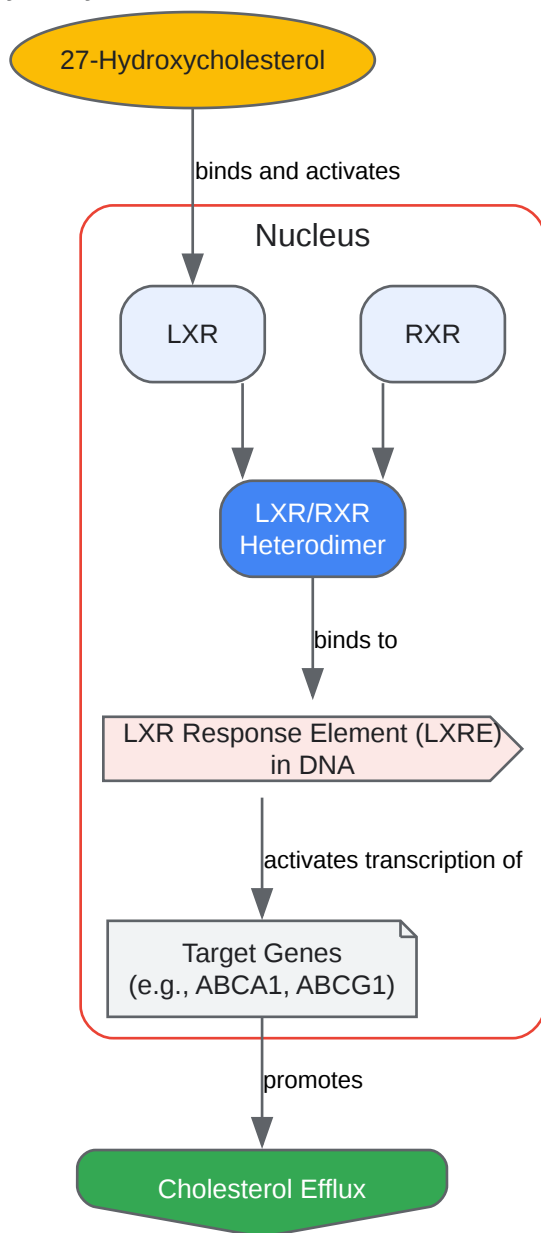 27-Hydroxycholesterol
binds and activates
Nucleus
LXR
RXR
LXR/RXR
Heterodimer
binds to
LXR Response Element (LXRE)
in DNA
activates transcription of
Target Genes
(e.g., ABCA1, ABCG1)
promotes
Cholesterol Efflux